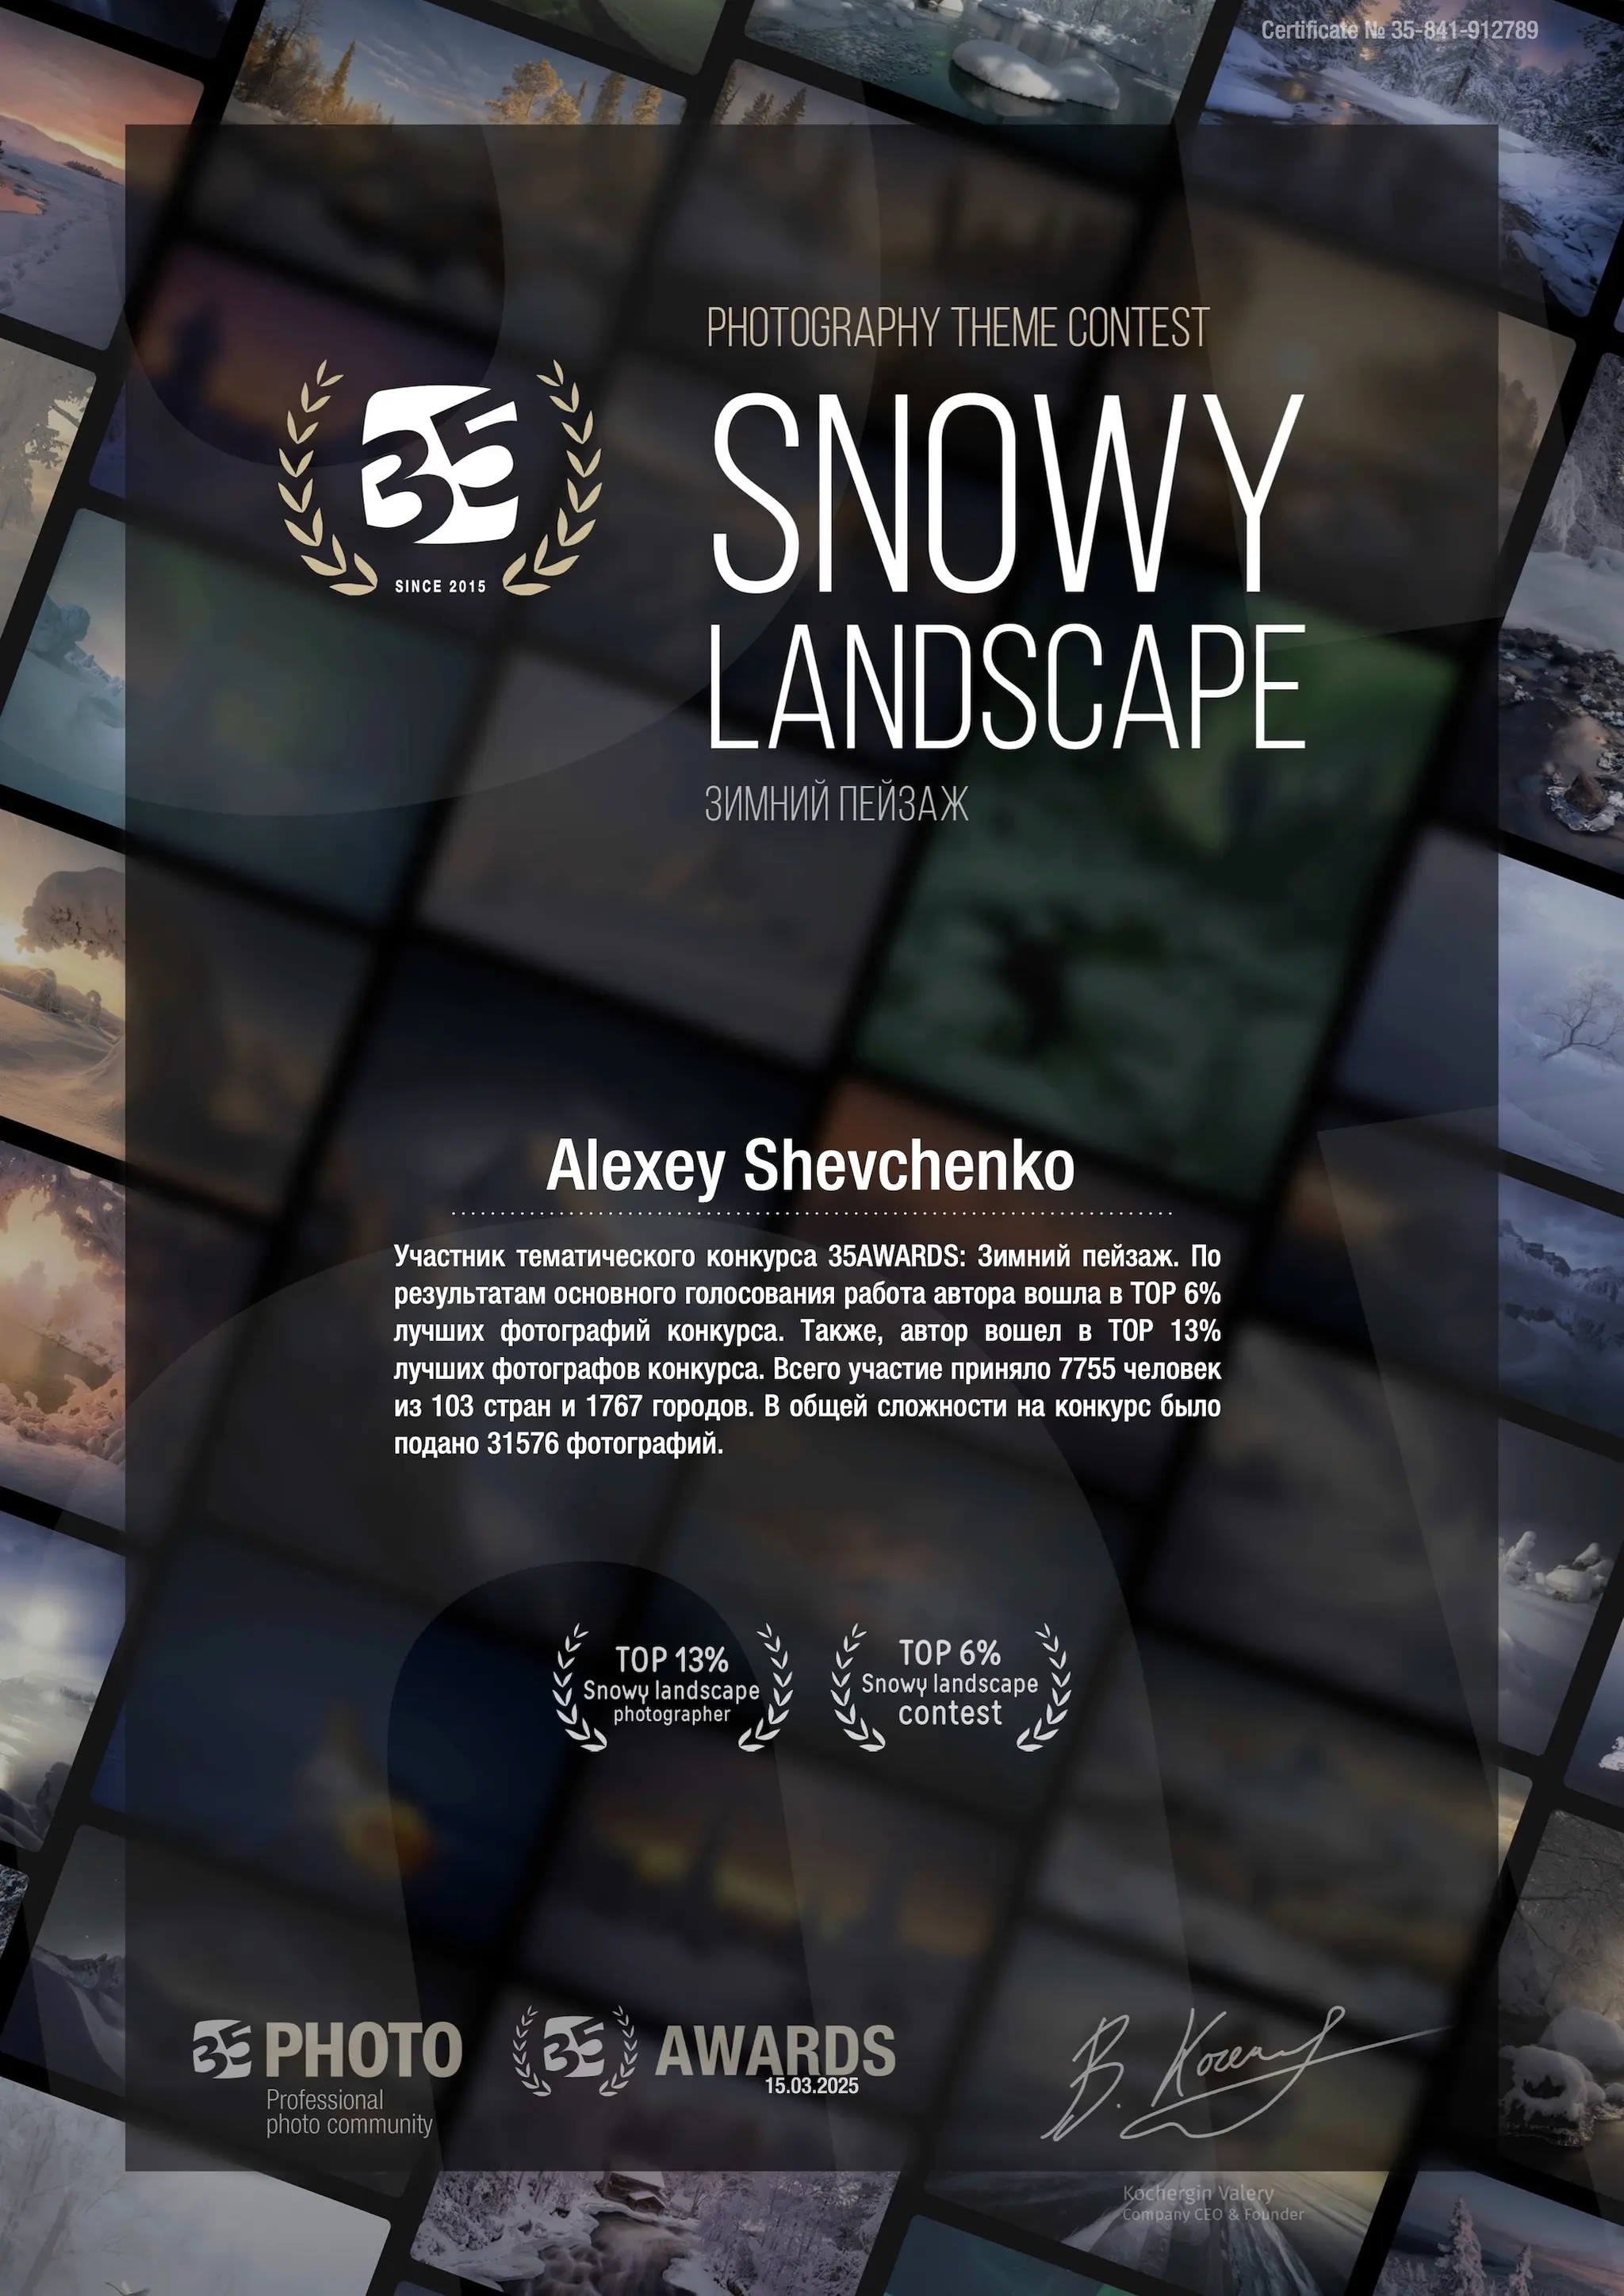 Certificate № 35-841-912789
PHOTOGRAPHY THEME CONTEST
35
SNOWY
LANDSCAPE
SINCE 2015
ЗИМНИЙ ПЕЙЗАЖ
Alexey Shevchenko
Участник тематического конкурса 35AWARDS: Зимний пейзаж. По
результатам основного голосования работа автора вошла в TOP 6%
лучших фотографий конкурса. Также, автор вошел в TOP 13%
лучших фотографов конкурса. Всего участие приняло 7755 человек
из 103 стран и 1767 городов. В общей сложности на конкурс было
подано 31576 фотографий.
TOP 13%
Snowy landscape
photographer
TOP 6%
Snowy landscape
contest
35 PHOTO
Professional
photo community
35 AWARDS
15.03.2025
Kochergin Valery
Company CEO & Founder